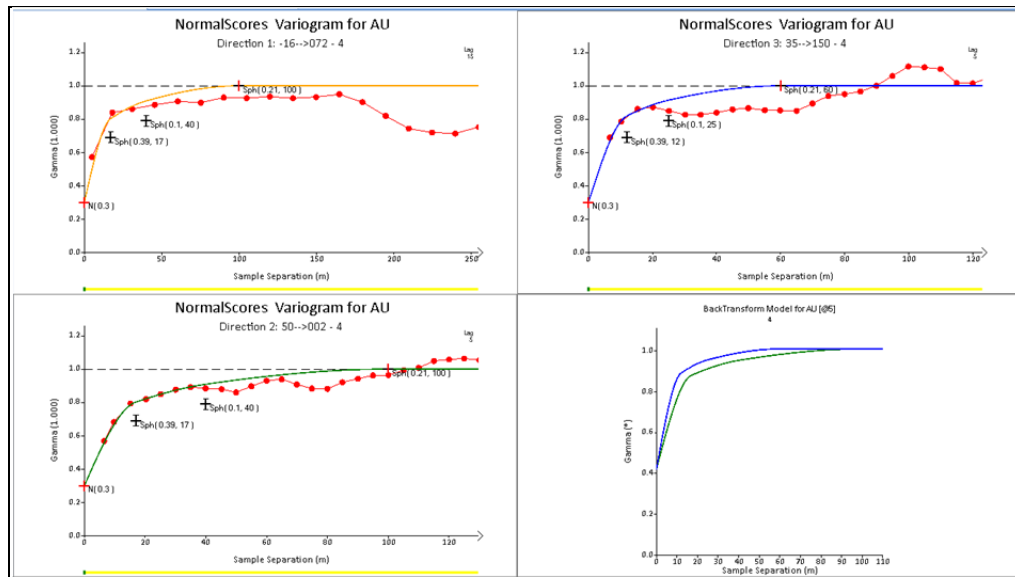 NormalScores Variogram for AU
Direction 1: -16-->072 - 4
Lag
15
1.2
1.0
0.8
0.6
0.4
0.2
0.0
Gamma (1.000)
Sph( 0.21, 100)
Sph( 0.1, 40)
Sph( 0.39, 17)
N( 0.3 )
0 50 100 150 200 250
Sample Separation (m)
NormalScores Variogram for AU
Direction 3: 35-->150 - 4
Lag
5
1.2
1.0
0.8
0.6
0.4
0.2
0.0
Gamma (1.000)
Sph( 0.21, 60)
Sph( 0.1, 25)
Sph( 0.39, 12)
N( 0.3 )
0 20 40 60 80 100 120
Sample Separation (m)
NormalScores Variogram for AU
Direction 2: 50-->002 - 4
Lag
5
1.2
1.0
0.8
0.6
0.4
0.2
0.0
Gamma (1.000)
Sph( 0.21, 100)
Sph( 0.1, 40)
Sph( 0.39, 17)
N( 0.3 )
0 20 40 60 80 100 120
Sample Separation (m)
BackTransform Model for AU [@5]
4
1.0
0.8
0.6
0.4
0.2
0.0
Gamma (*)
0 10 20 30 40 50 60 70 80 90 100 110
Sample Separation (m)